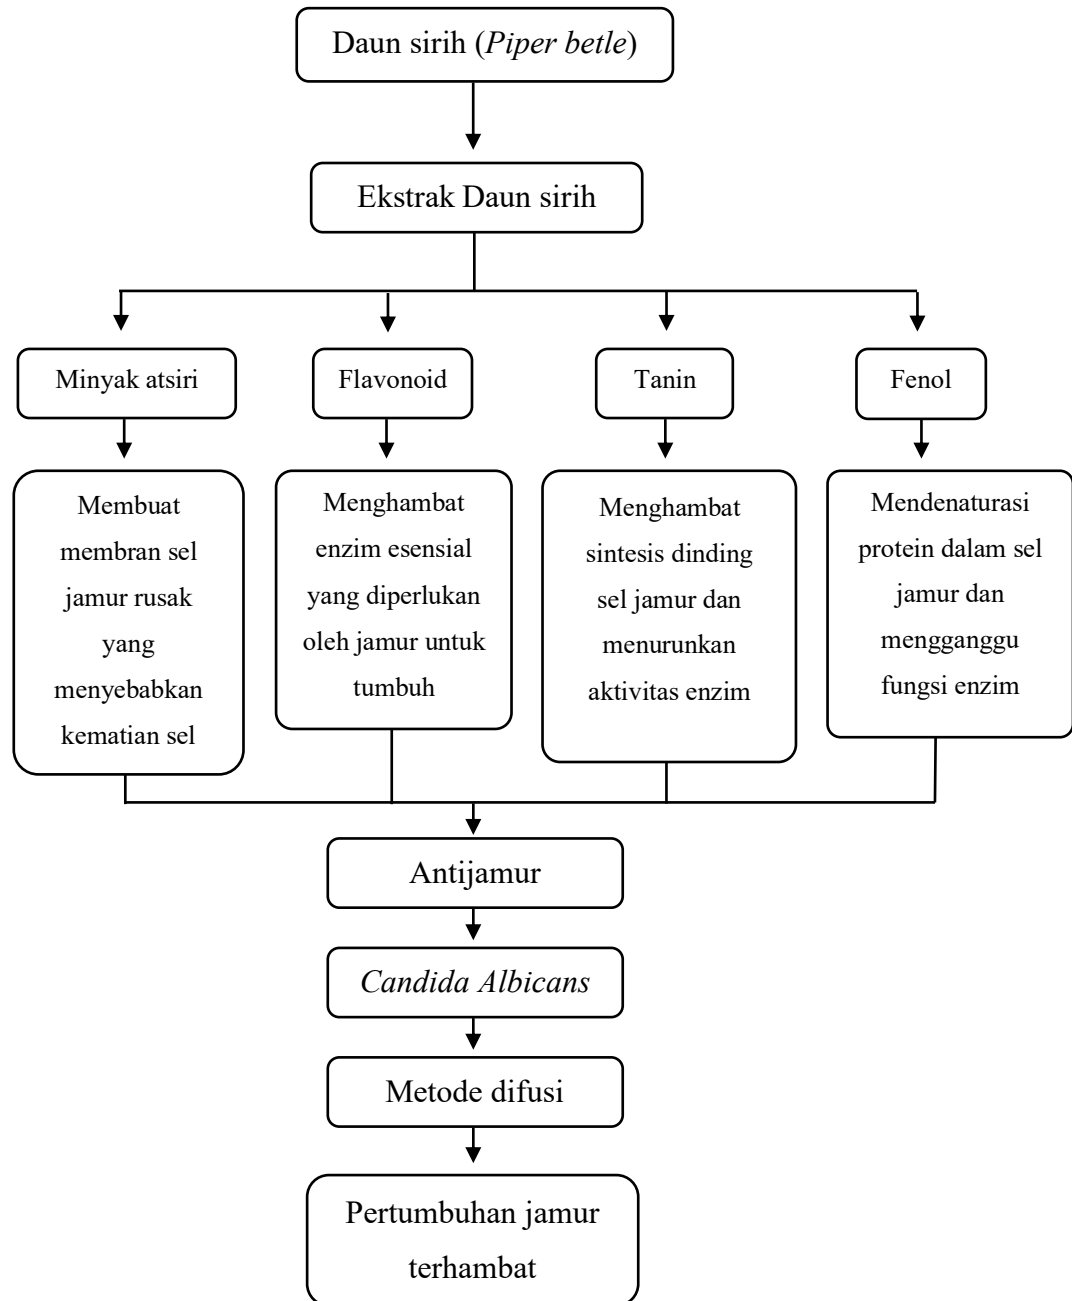 Daun sirih (Piper betle)
Ekstrak Daun sirih
Minyak atsiri
Flavonoid
Tanin
Fenol
Membuat
membran sel
jamur rusak
yang
menyebabkan
kematian sel
Menghambat
enzim esensial
yang diperlukan
oleh jamur untuk
tumbuh
Menghambat
sintesis dinding
sel jamur dan
menurunkan
aktivitas enzim
Mendenaturasi
protein dalam sel
jamur dan
mengganggu
fungsi enzim
Antijamur
Candida Albicans
Metode difusi
Pertumbuhan jamur
terhambat